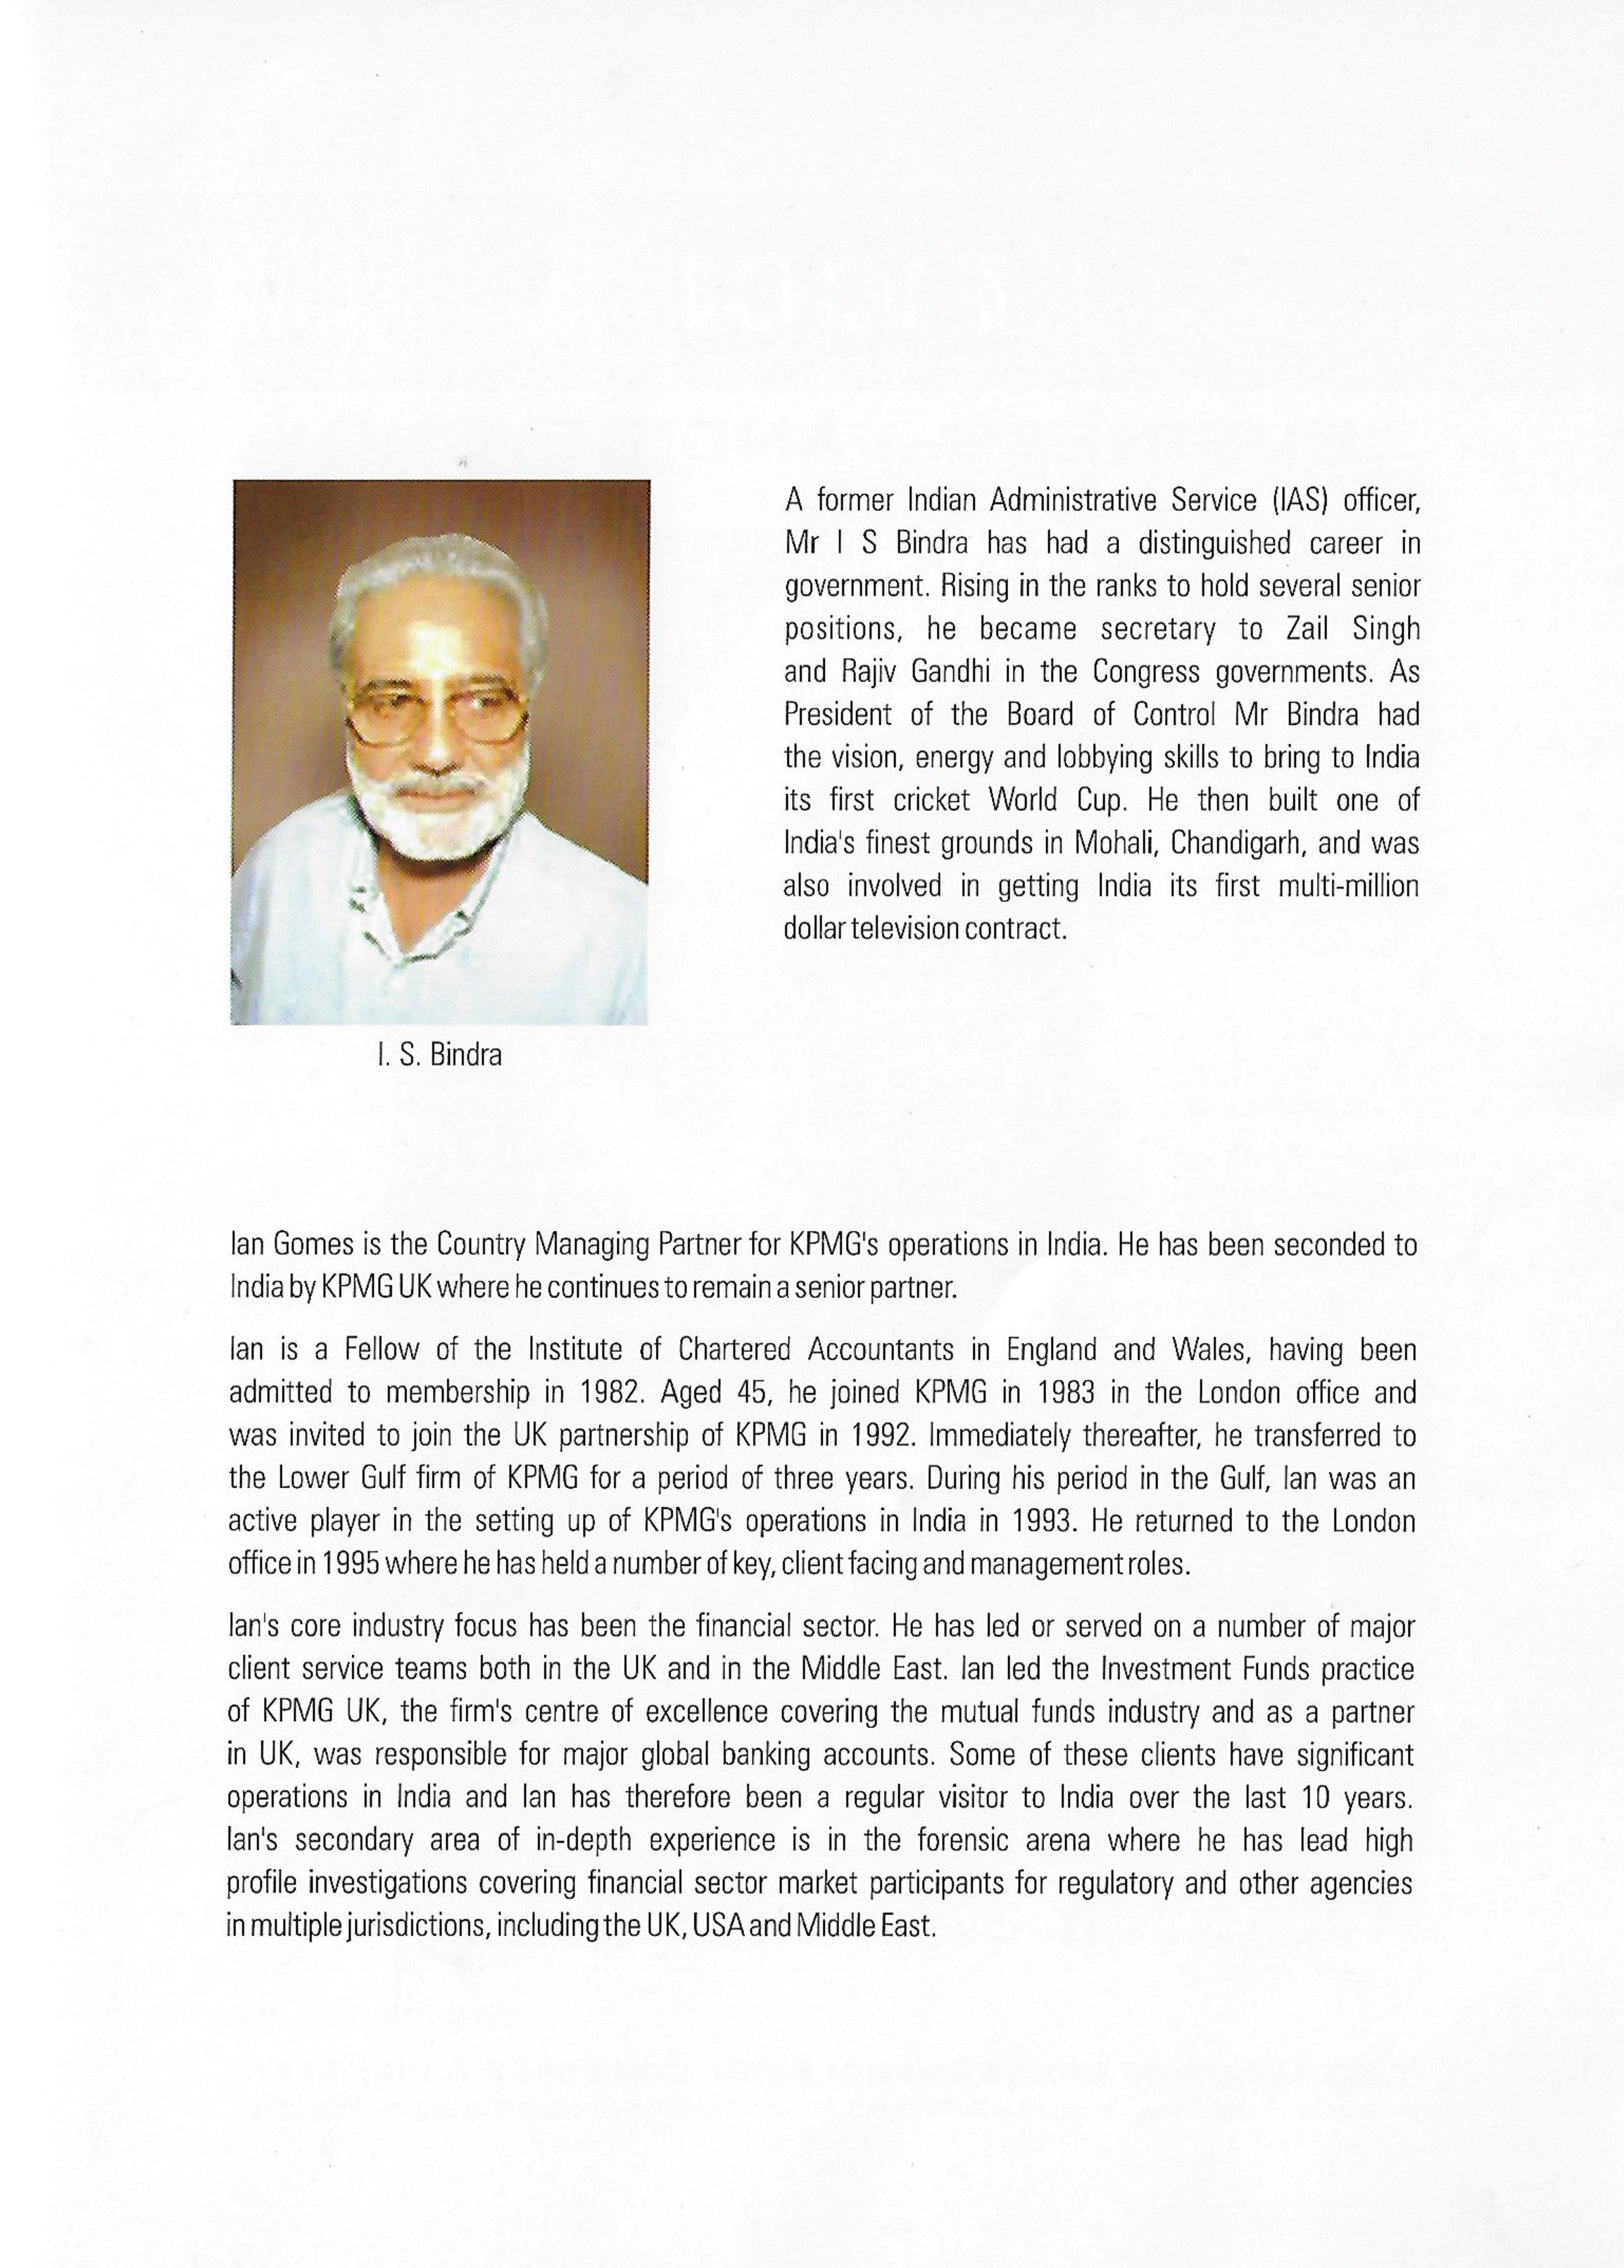 A former Indian Administrative Service (IAS) officer,
Mr I S Bindra has had a distinguished career in
government. Rising in the ranks to hold several senior
positions, he became secretary to Zail Singh
and Rajiv Gandhi in the Congress governments. As
President of the Board of Control Mr Bindra had
the vision, energy and lobbying skills to bring to India
its first cricket World Cup. He then built one of
India's finest grounds in Mohali, Chandigarh, and was
also involved in getting India its first multi-million
dollar television contract.
I. S. Bindra
Ian Gomes is the Country Managing Partner for KPMG's operations in India. He has been seconded to
India by KPMG UK where he continues to remain a senior partner.
Ian is a Fellow of the Institute of Chartered Accountants in England and Wales, having been
admitted to membership in 1982. Aged 45, he joined KPMG in 1983 in the London office and
was invited to join the UK partnership of KPMG in 1992. Immediately thereafter, he transferred to
the Lower Gulf firm of KPMG for a period of three years. During his period in the Gulf, Ian was an
active player in the setting up of KPMG's operations in India in 1993. He returned to the London
office in 1995 where he has held a number of key, client facing and management roles.
Ian's core industry focus has been the financial sector. He has led or served on a number of major
client service teams both in the UK and in the Middle East. Ian led the Investment Funds practice
of KPMG UK, the firm's centre of excellence covering the mutual funds industry and as a partner
in UK, was responsible for major global banking accounts. Some of these clients have significant
operations in India and Ian has therefore been a regular visitor to India over the last 10 years.
Ian's secondary area of in-depth experience is in the forensic arena where he has lead high
profile investigations covering financial sector market participants for regulatory and other agencies
in multiple jurisdictions, including the UK, USA and Middle East.